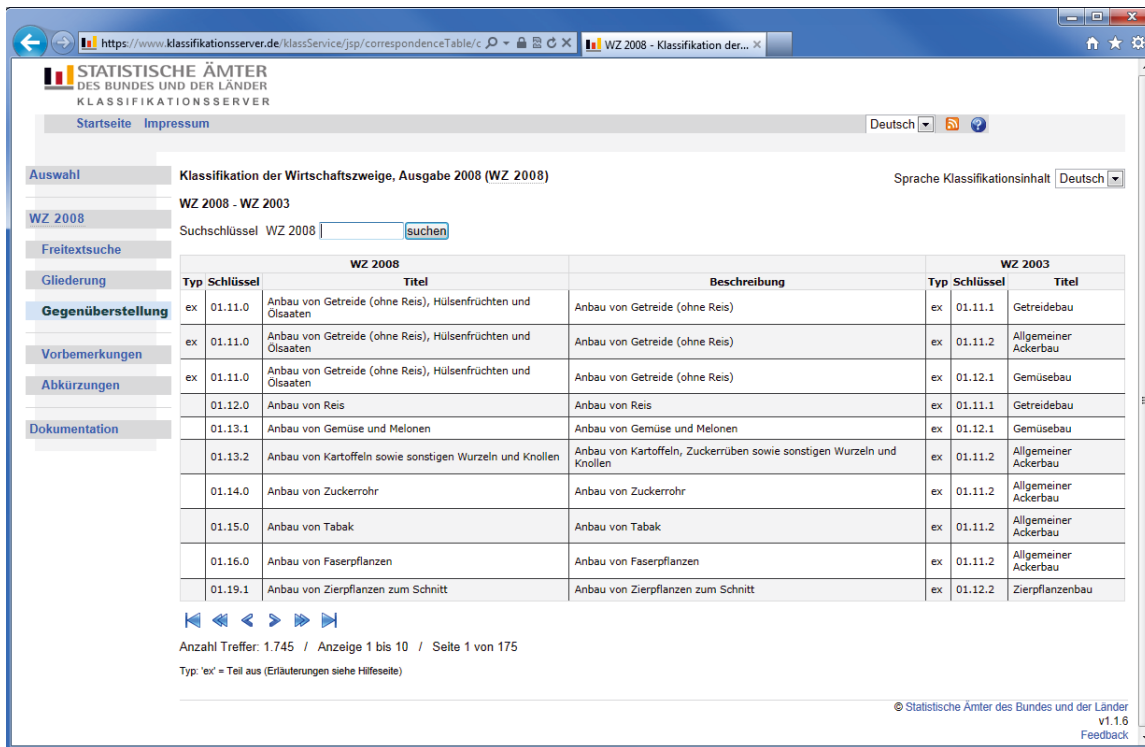 https://www.klassifikationsserver.de/klassService/jsp/correspondenceTable/c
WZ 2008 - Klassifikation der...
STATISTISCHE ÄMTER
DES BUNDES UND DER LÄNDER
KLASSIFIKATIONSSERVER
Startseite Impressum Deutsch
Auswahl
WZ 2008
Freitextsuche
Gliederung
Gegenüberstellung
Vorbemerkungen
Abkürzungen
Dokumentation
Klassifikation der Wirtschaftszweige, Ausgabe 2008 (WZ 2008)
Sprache Klassifikationsinhalt Deutsch
WZ 2008 - WZ 2003
Suchschlüssel WZ 2008 suchen
WZ 2008 WZ 2003
Typ Schlüssel Titel Beschreibung Typ Schlüssel Titel
ex 01.11.0 Anbau von Getreide (ohne Reis), Hülsenfrüchten und Anbau von Getreide (ohne Reis) ex 01.11.1 Getreidebau
Ölsaaten
ex 01.11.0 Anbau von Getreide (ohne Reis), Hülsenfrüchten und Anbau von Getreide (ohne Reis) ex 01.11.2 Allgemeiner
Ölsaaten Ackerbau
ex 01.11.0 Anbau von Getreide (ohne Reis), Hülsenfrüchten und Anbau von Getreide (ohne Reis) ex 01.12.1 Gemüsebau
Ölsaaten
01.12.0 Anbau von Reis Anbau von Reis ex 01.11.1 Getreidebau
01.13.1 Anbau von Gemüse und Melonen Anbau von Gemüse und Melonen ex 01.12.1 Gemüsebau
01.13.2 Anbau von Kartoffeln sowie sonstigen Wurzeln und Knollen Anbau von Kartoffeln, Zuckerrüben sowie sonstigen Wurzeln und ex 01.11.2 Allgemeiner
Knollen Ackerbau
01.14.0 Anbau von Zuckerrohr Anbau von Zuckerrohr ex 01.11.2 Allgemeiner
Ackerbau
01.15.0 Anbau von Tabak Anbau von Tabak ex 01.11.2 Allgemeiner
Ackerbau
01.16.0 Anbau von Faserpflanzen Anbau von Faserpflanzen ex 01.11.2 Allgemeiner
Ackerbau
01.19.1 Anbau von Zierpflanzen zum Schnitt Anbau von Zierpflanzen zum Schnitt ex 01.12.2 Zierpflanzenbau
Anzahl Treffer: 1.745 / Anzeige 1 bis 10 / Seite 1 von 175
Typ: 'ex' = Teil aus (Erläuterungen siehe Hilfeseite)
© Statistische Ämter des Bundes und der Länder
v1.1.6
Feedback